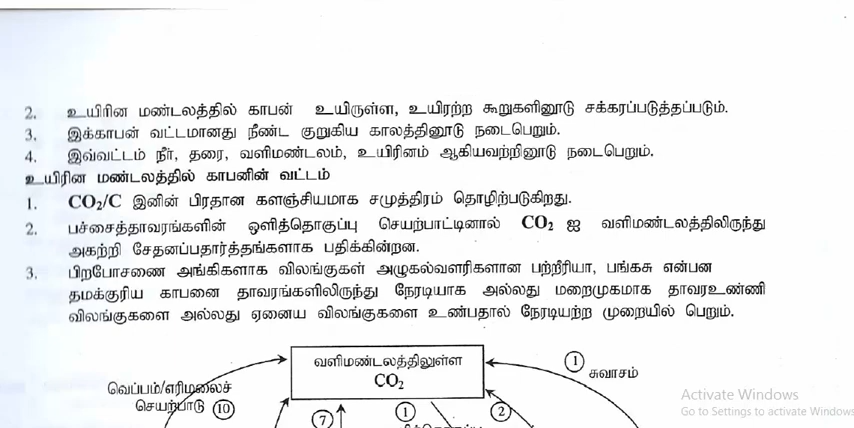 2. உயிரின மண்டலத்தில் காபன் உயிருள்ள, உயிரற்ற கூறுகளினூடு சக்கரப்படுத்தப்படும்.
3. இக்காபன் வட்டமானது நீண்ட குறுகிய காலத்தினூடு நடைபெறும்.
4. இவ்வட்டம் நீர், தரை, வளிமண்டலம், உயிரினம் ஆகியவற்றினூடு நடைபெறும்.
உயிரின மண்டலத்தில் காபனின் வட்டம்
1. CO₂/C இனின் பிரதான களஞ்சியமாக சமுத்திரம் தொழிற்படுகிறது.
2. பச்சைத்தாவரங்களின் ஒளித்தொகுப்பு செயற்பாட்டினால் CO₂ ஐ வளிமண்டலத்திலிருந்து
அகற்றி சேதனப்பதார்த்தங்களாக பதிக்கின்றன.
3. பிறபோசணை அங்கிகளாக விலங்குகள் அழுகல்வளரிகளான பற்றீரியா, பங்கசு என்பன
தமக்குரிய காபனை தாவரங்களிலிருந்து நேரடியாக அல்லது மறைமுகமாக தாவரஉண்ணி
விலங்குகளை அல்லது ஏனைய விலங்குகளை உண்பதால் நேரடியற்ற முறையில் பெறும்.
வளிமண்டலத்திலுள்ள
CO₂
1
சுவாசம்
வெப்பம்/எரிமலைச்
செயற்பாடு 10
7
1
2
Activate Windows
Go to Settings to activate Windows